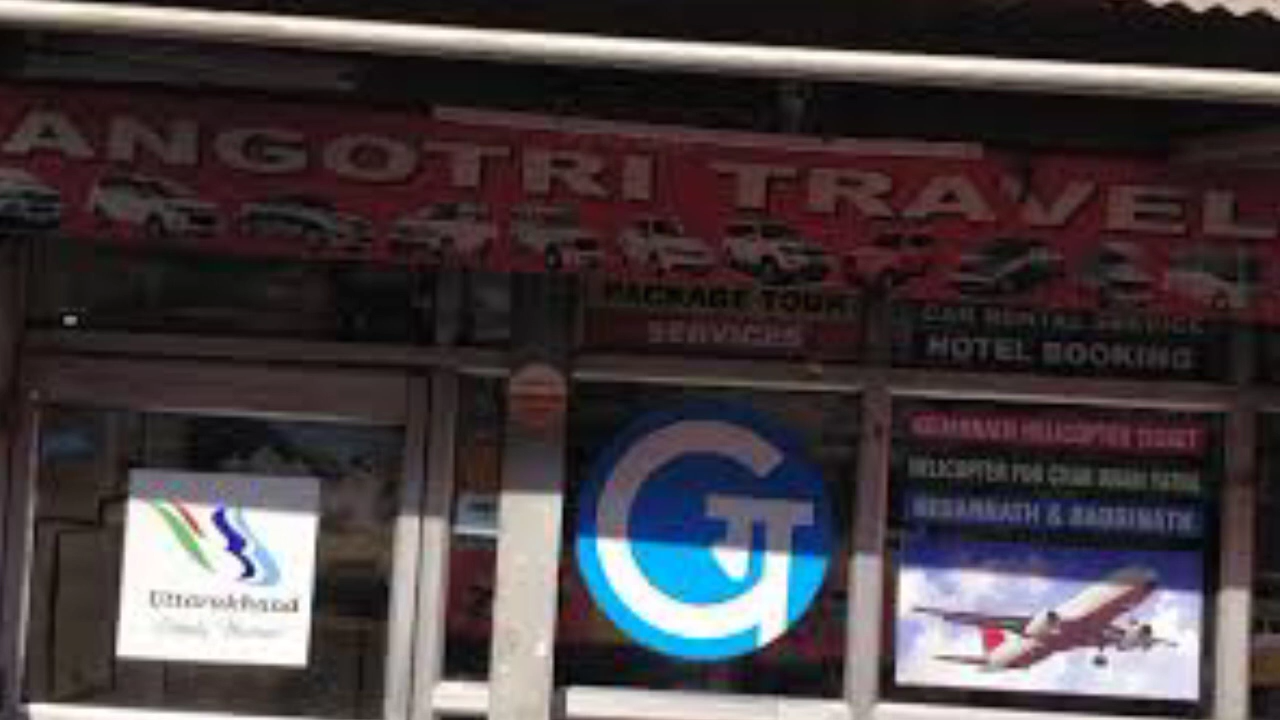 ANGOTRI TRAVEL
PACKAGE TOUR
SERVICES
CAR RENTAL SERVICE
HOTEL BOOKING
KEDARNATH HELICOPTER TICKET
HELICOPTER FOR CHAR DHAM YATRA
KEDARNATH & BADRINATH
G गा
Uttarakhand